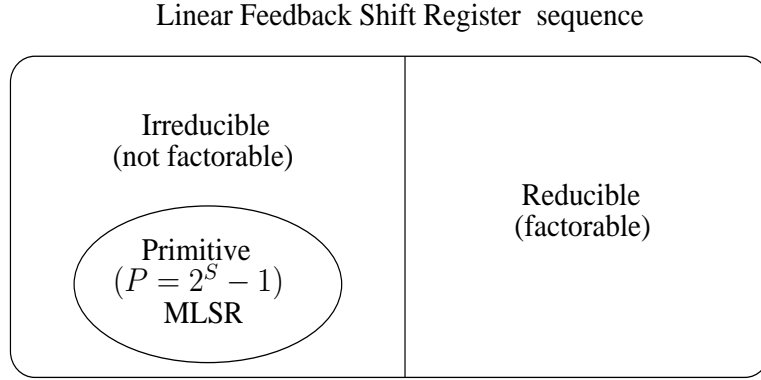 Linear Feedback Shift Register sequence
Irreducible
(not factorable)
Reducible
(factorable)
Primitive
(P = 2^S − 1)
MLSR